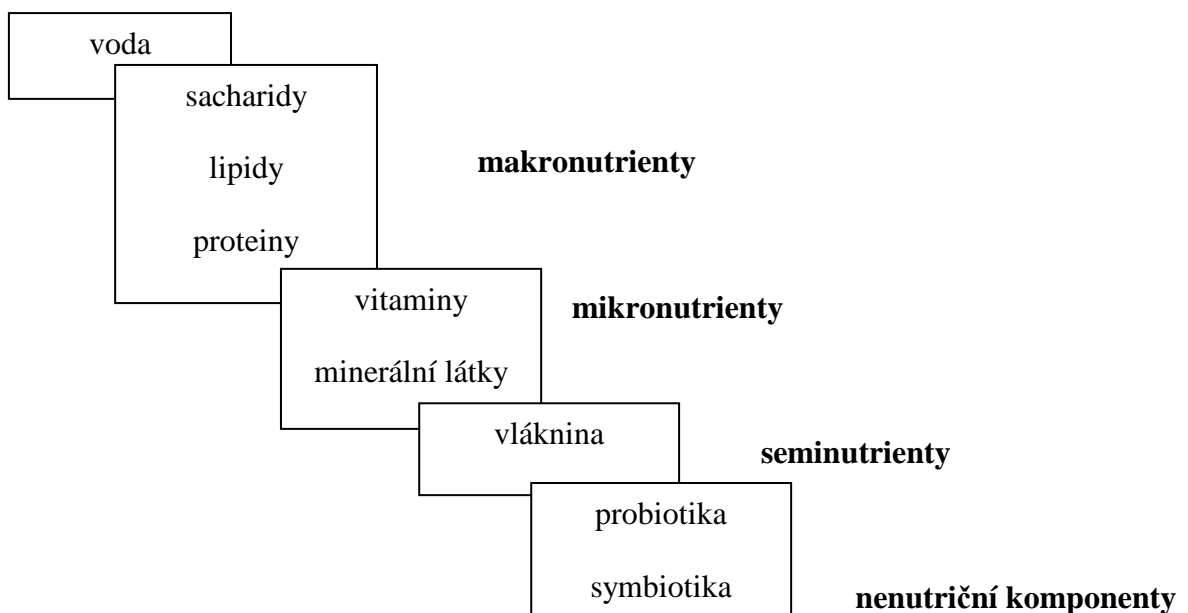 voda
sacharidy
lipidy
makronutrienty
proteiny
vitaminy
mikronutrienty
minerální látky
vláknina
seminutrienty
probiotika
symbiotika
nenutriční komponenty